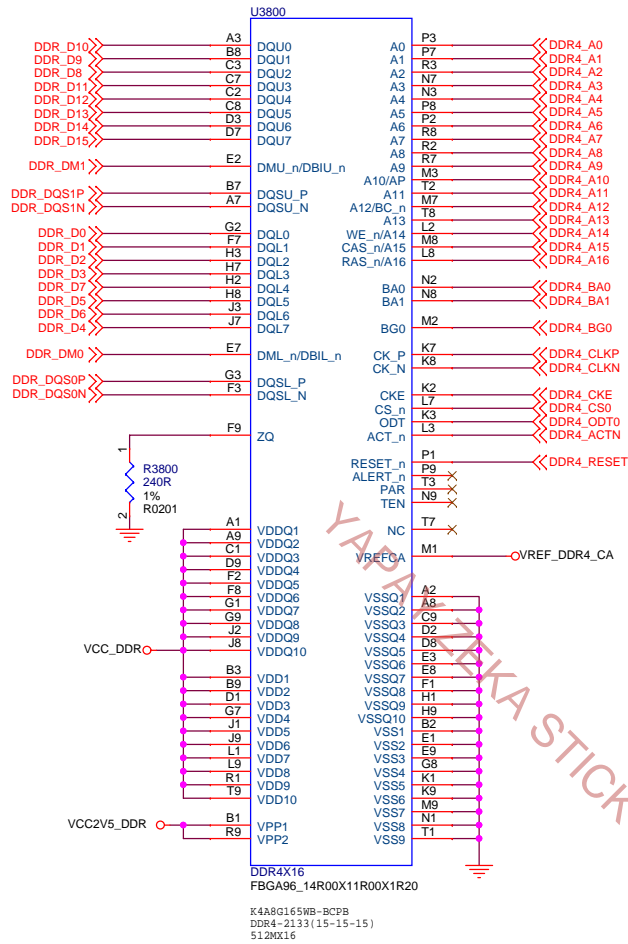 U3800
DDR_D10 A3 DQU0 A0 P3 DDR4_A0
DDR_D9 B8 DQU1 A1 P7 DDR4_A1
DDR_D8 C3 DQU2 A2 R3 DDR4_A2
DDR_D11 C7 DQU3 A3 N7 DDR4_A3
DDR_D12 C2 DQU4 A4 N3 DDR4_A4
DDR_D13 C8 DQU5 A5 P8 DDR4_A5
DDR_D14 D3 DQU6 A6 P2 DDR4_A6
DDR_D15 D7 DQU7 A7 R8 DDR4_A7
A8 R2 DDR4_A8
DDR_DM1 E2 DMU_n/DBIU_n A9 R7 DDR4_A9
A10/AP M3 DDR4_A10
DDR_DQS1P B7 DQSU_P A11 T2 DDR4_A11
DDR_DQS1N A7 DQSU_N A12/BC_n M7 DDR4_A12
A13 T8 DDR4_A13
DDR_D0 G2 DQL0 WE_n/A14 L2 DDR4_A14
DDR_D1 F7 DQL1 CAS_n/A15 M8 DDR4_A15
DDR_D2 H3 DQL2 RAS_n/A16 L8 DDR4_A16
DDR_D3 H7 DQL3
DDR_D7 H2 DQL4 BA0 N2 DDR4_BA0
DDR_D5 H8 DQL5 BA1 N8 DDR4_BA1
DDR_D6 J3 DQL6
DDR_D4 J7 DQL7 BG0 M2 DDR4_BG0
DDR_DM0 E7 DML_n/DBIL_n CK_P K7 DDR4_CLKP
CK_N K8 DDR4_CLKN
DDR_DQS0P G3 DQSL_P
DDR_DQS0N F3 DQSL_N CKE K2 DDR4_CKE
CS_n L7 DDR4_CS0
ODT K3 DDR4_ODT0
F9 ZQ ACT_n L3 DDR4_ACTN
1
R3800 RESET_n P1 DDR4_RESET
240R ALERT_n P9
1% PAR T3
R0201 TEN N9
2
A1 VDDQ1 NC T7
A9 VDDQ2
C1 VDDQ3 VREFCA M1 VREF_DDR4_CA
D9 VDDQ4
F2 VDDQ5
F8 VDDQ6 VSSQ1 A2
G1 VDDQ7 VSSQ2 A8
G9 VDDQ8 VSSQ3 C9
J2 VDDQ9 VSSQ4 D2
VCC_DDR J8 VDDQ10 VSSQ5 D8
VSSQ6 E3
B3 VDD1 VSSQ7 E8
B9 VDD2 VSSQ8 F1
D1 VDD3 VSSQ9 H1
G7 VDD4 VSSQ10 H9
J1 VDD5 VSS1 B2
J9 VDD6 VSS2 E1
L1 VDD7 VSS3 E9
L9 VDD8 VSS4 G8
R1 VDD9 VSS5 K1
T9 VDD10 VSS6 K9
VSS7 M9
VCC2V5_DDR B1 VPP1 VSS8 N1
R9 VPP2 VSS9 T1
YAPAY ZEKA STICK
DDR4X16
FBGA96_14R00X11R00X1R20
K4A8G165WB-BCPB
DDR4-2133(15-15-15)
512MX16